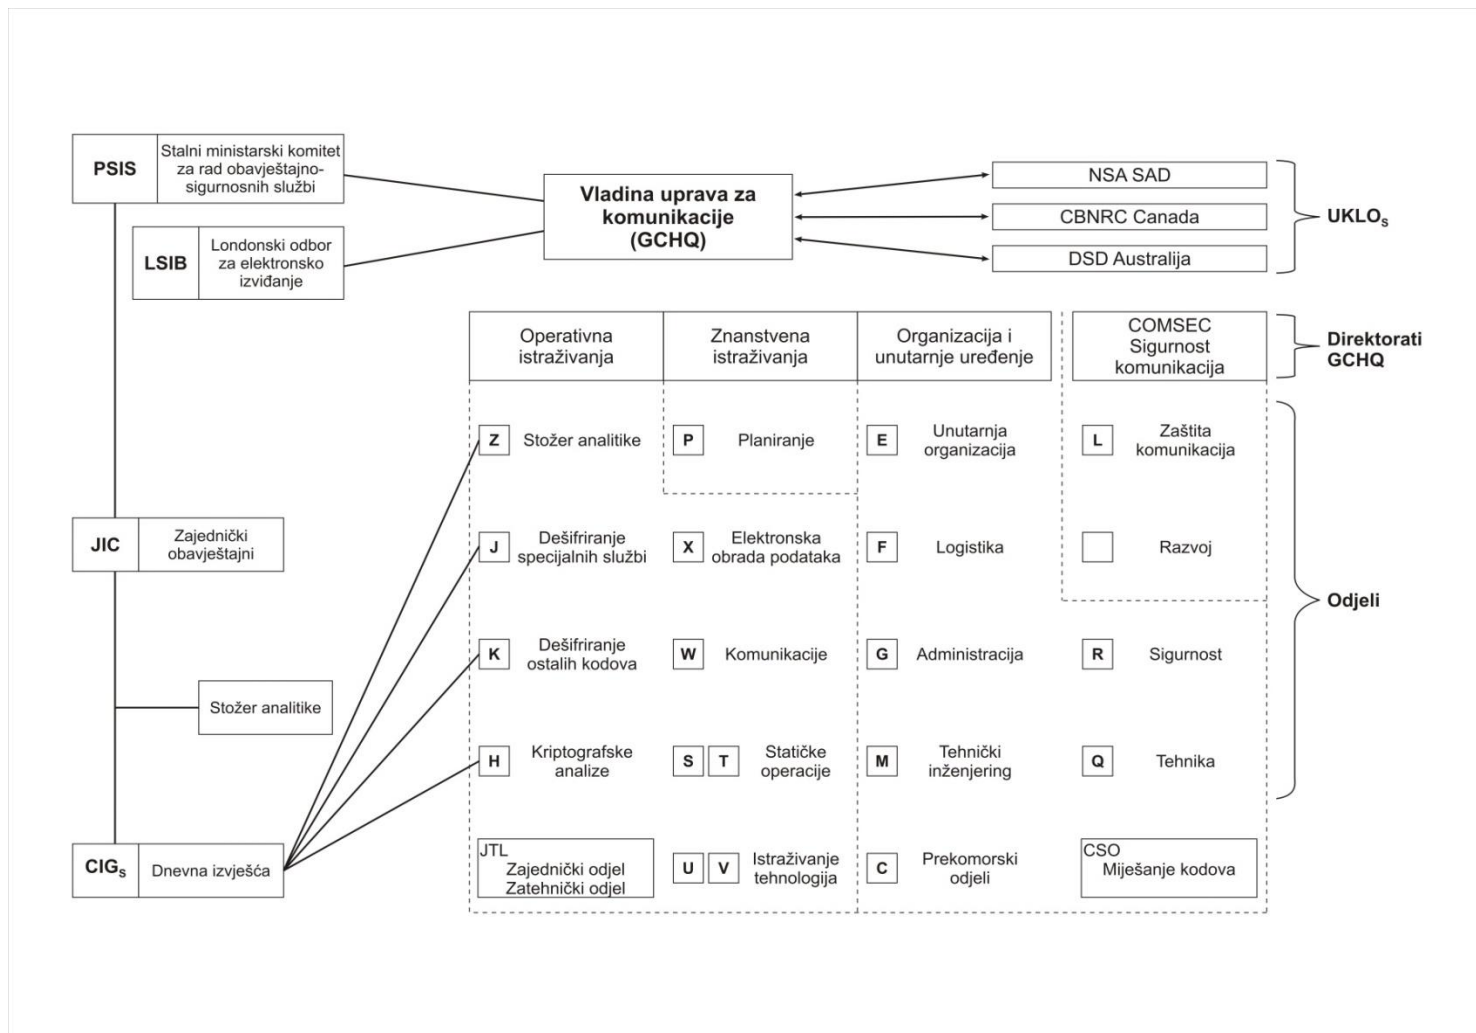 PSIS
Stalni ministarski komitet
za rad obavještajno-
sigurnosnih službi
LSIB
Londonski odbor
za elektronsko
izviđanje
Vladina uprava za
komunikacije
(GCHQ)
NSA SAD
CBNRC Canada
DSD Australija
UKLOs
Operativna
istraživanja
Znanstvena
istraživanja
Organizacija i
unutarnje uređenje
COMSEC
Sigurnost
komunikacija
Direktorati
GCHQ
Z
Stožer analitike
P
Planiranje
E
Unutarnja
organizacija
L
Zaštita
komunikacija
JIC
Zajednički
obavještajni
J
Dešifriranje
specijalnih službi
X
Elektronska
obrada podataka
F
Logistika
Razvoj
Odjeli
K
Dešifriranje
ostalih kodova
W
Komunikacije
G
Administracija
R
Sigurnost
Stožer analitike
H
Kriptografske
analize
S T
Statičke
operacije
M
Tehnički
inženjering
Q
Tehnika
CIGs
Dnevna izvješća
JTL
Zajednički odjel
Zatehnički odjel
U V
Istraživanje
tehnologija
C
Prekomorski
odjeli
CSO
Miješanje kodova